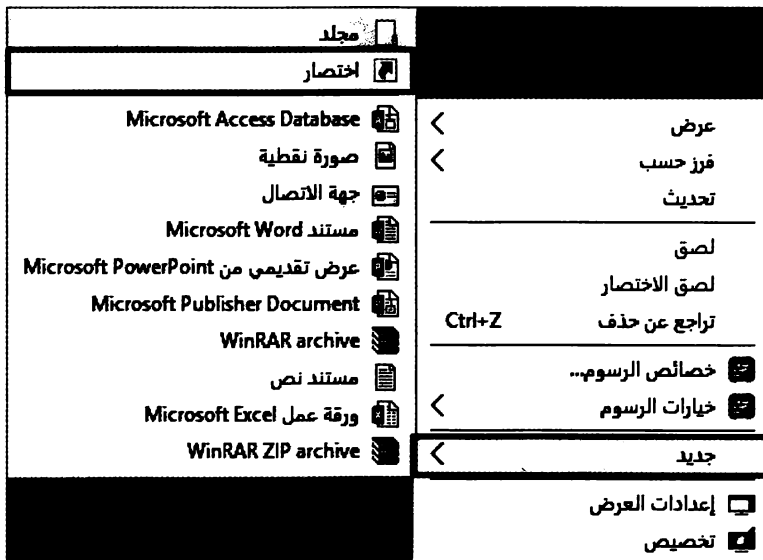 عرض
فرز حسب
تحديث
لصق
لصق الاختصار
تراجع عن حذف Ctrl+Z
خصائص الرسوم...
خيارات الرسوم
جديد
إعدادات العرض
تخصيص
مجلد
اختصار
Microsoft Access Database
صورة نقطية
جهة الاتصال
مستند Microsoft Word
عرض تقديمي من Microsoft PowerPoint
Microsoft Publisher Document
WinRAR archive
مستند نص
ورقة عمل Microsoft Excel
WinRAR ZIP archive